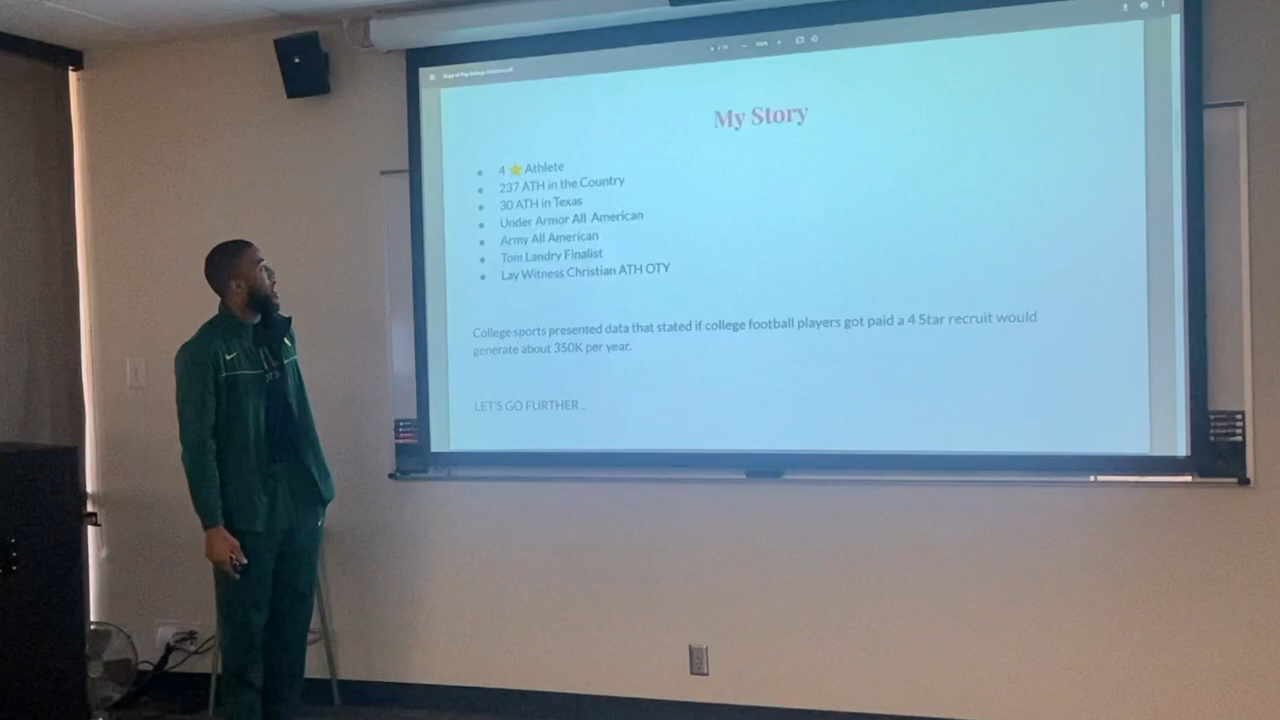 My Story
4 ⭐ Athlete
237 ATH in the Country
30 ATH in Texas
Under Armor All American
Army All American
Tom Landry Finalist
Lay Witness Christian ATH OTY
College sports presented data that stated if college football players got paid a 4 Star recruit would
generate about 350K per year.
LET'S GO FURTHER ..